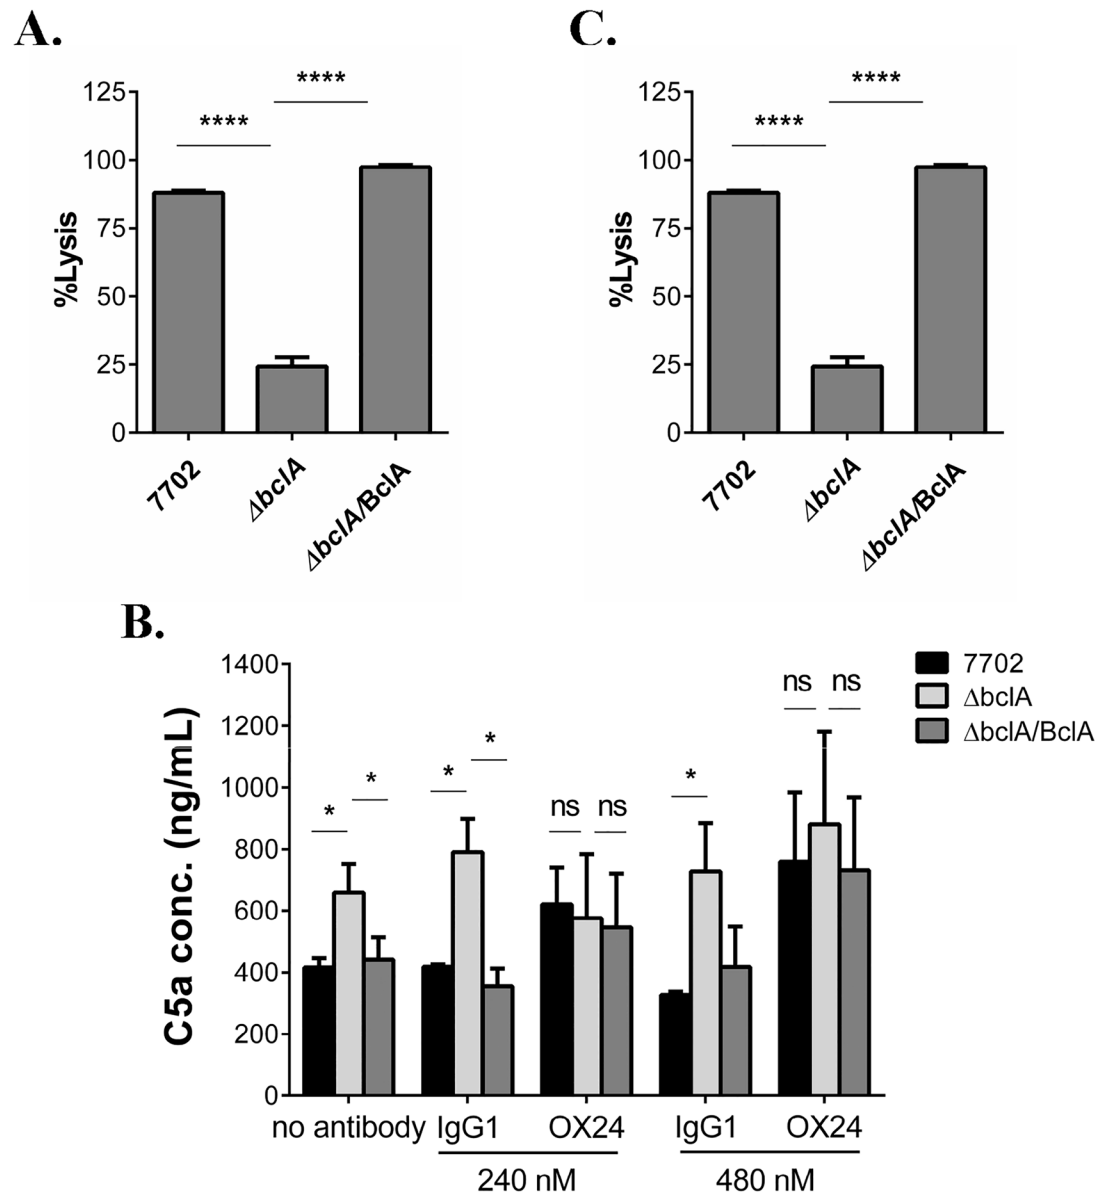 A.
****
****
125
100
75
50
25
0
%Lysis
7702
ΔbclA
ΔbclA/BclA
C.
****
****
125
100
75
50
25
0
%Lysis
7702
ΔbclA
ΔbclA/BclA
B.
1400
1200
1000
800
600
400
200
0
C5a conc. (ng/mL)
*
*
*
*
ns
ns
*
ns
ns
7702
ΔbclA
ΔbclA/BclA
no antibody IgG1 OX24 IgG1 OX24
240 nM 480 nM